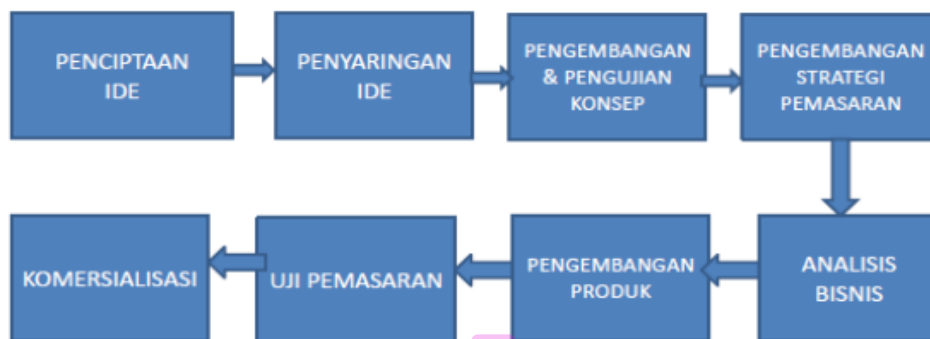 PENCIPTAAN
IDE
PENYARINGAN
IDE
PENGEMBANGAN
& PENGUJIAN
KONSEP
PENGEMBANGAN
STRATEGI
PEMASARAN
ANALISIS
BISNIS
PENGEMBANGAN
PRODUK
UJI PEMASARAN
KOMERSIALISASI